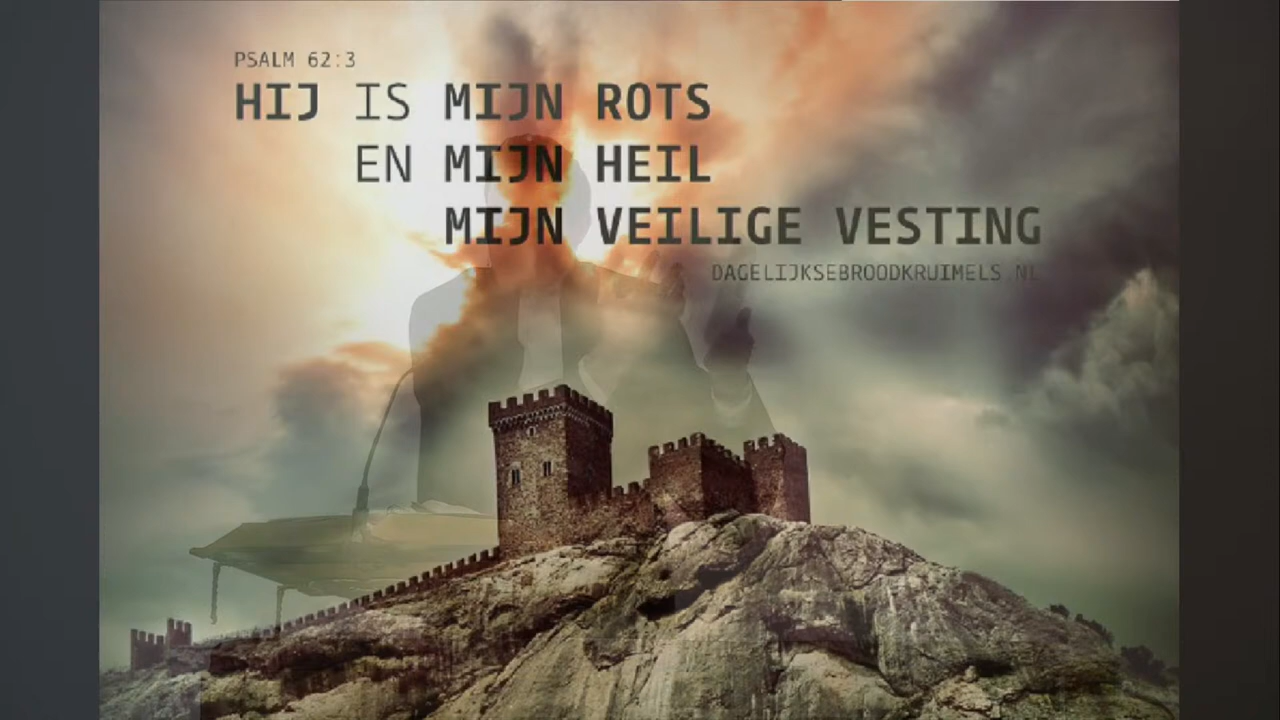 PSALM 62:3
HIJ IS MIJN ROTS
EN MIJN HEIL
MIJN VEILIGE VESTING
DAGELIJKSEBROODKRUIMELS.NL